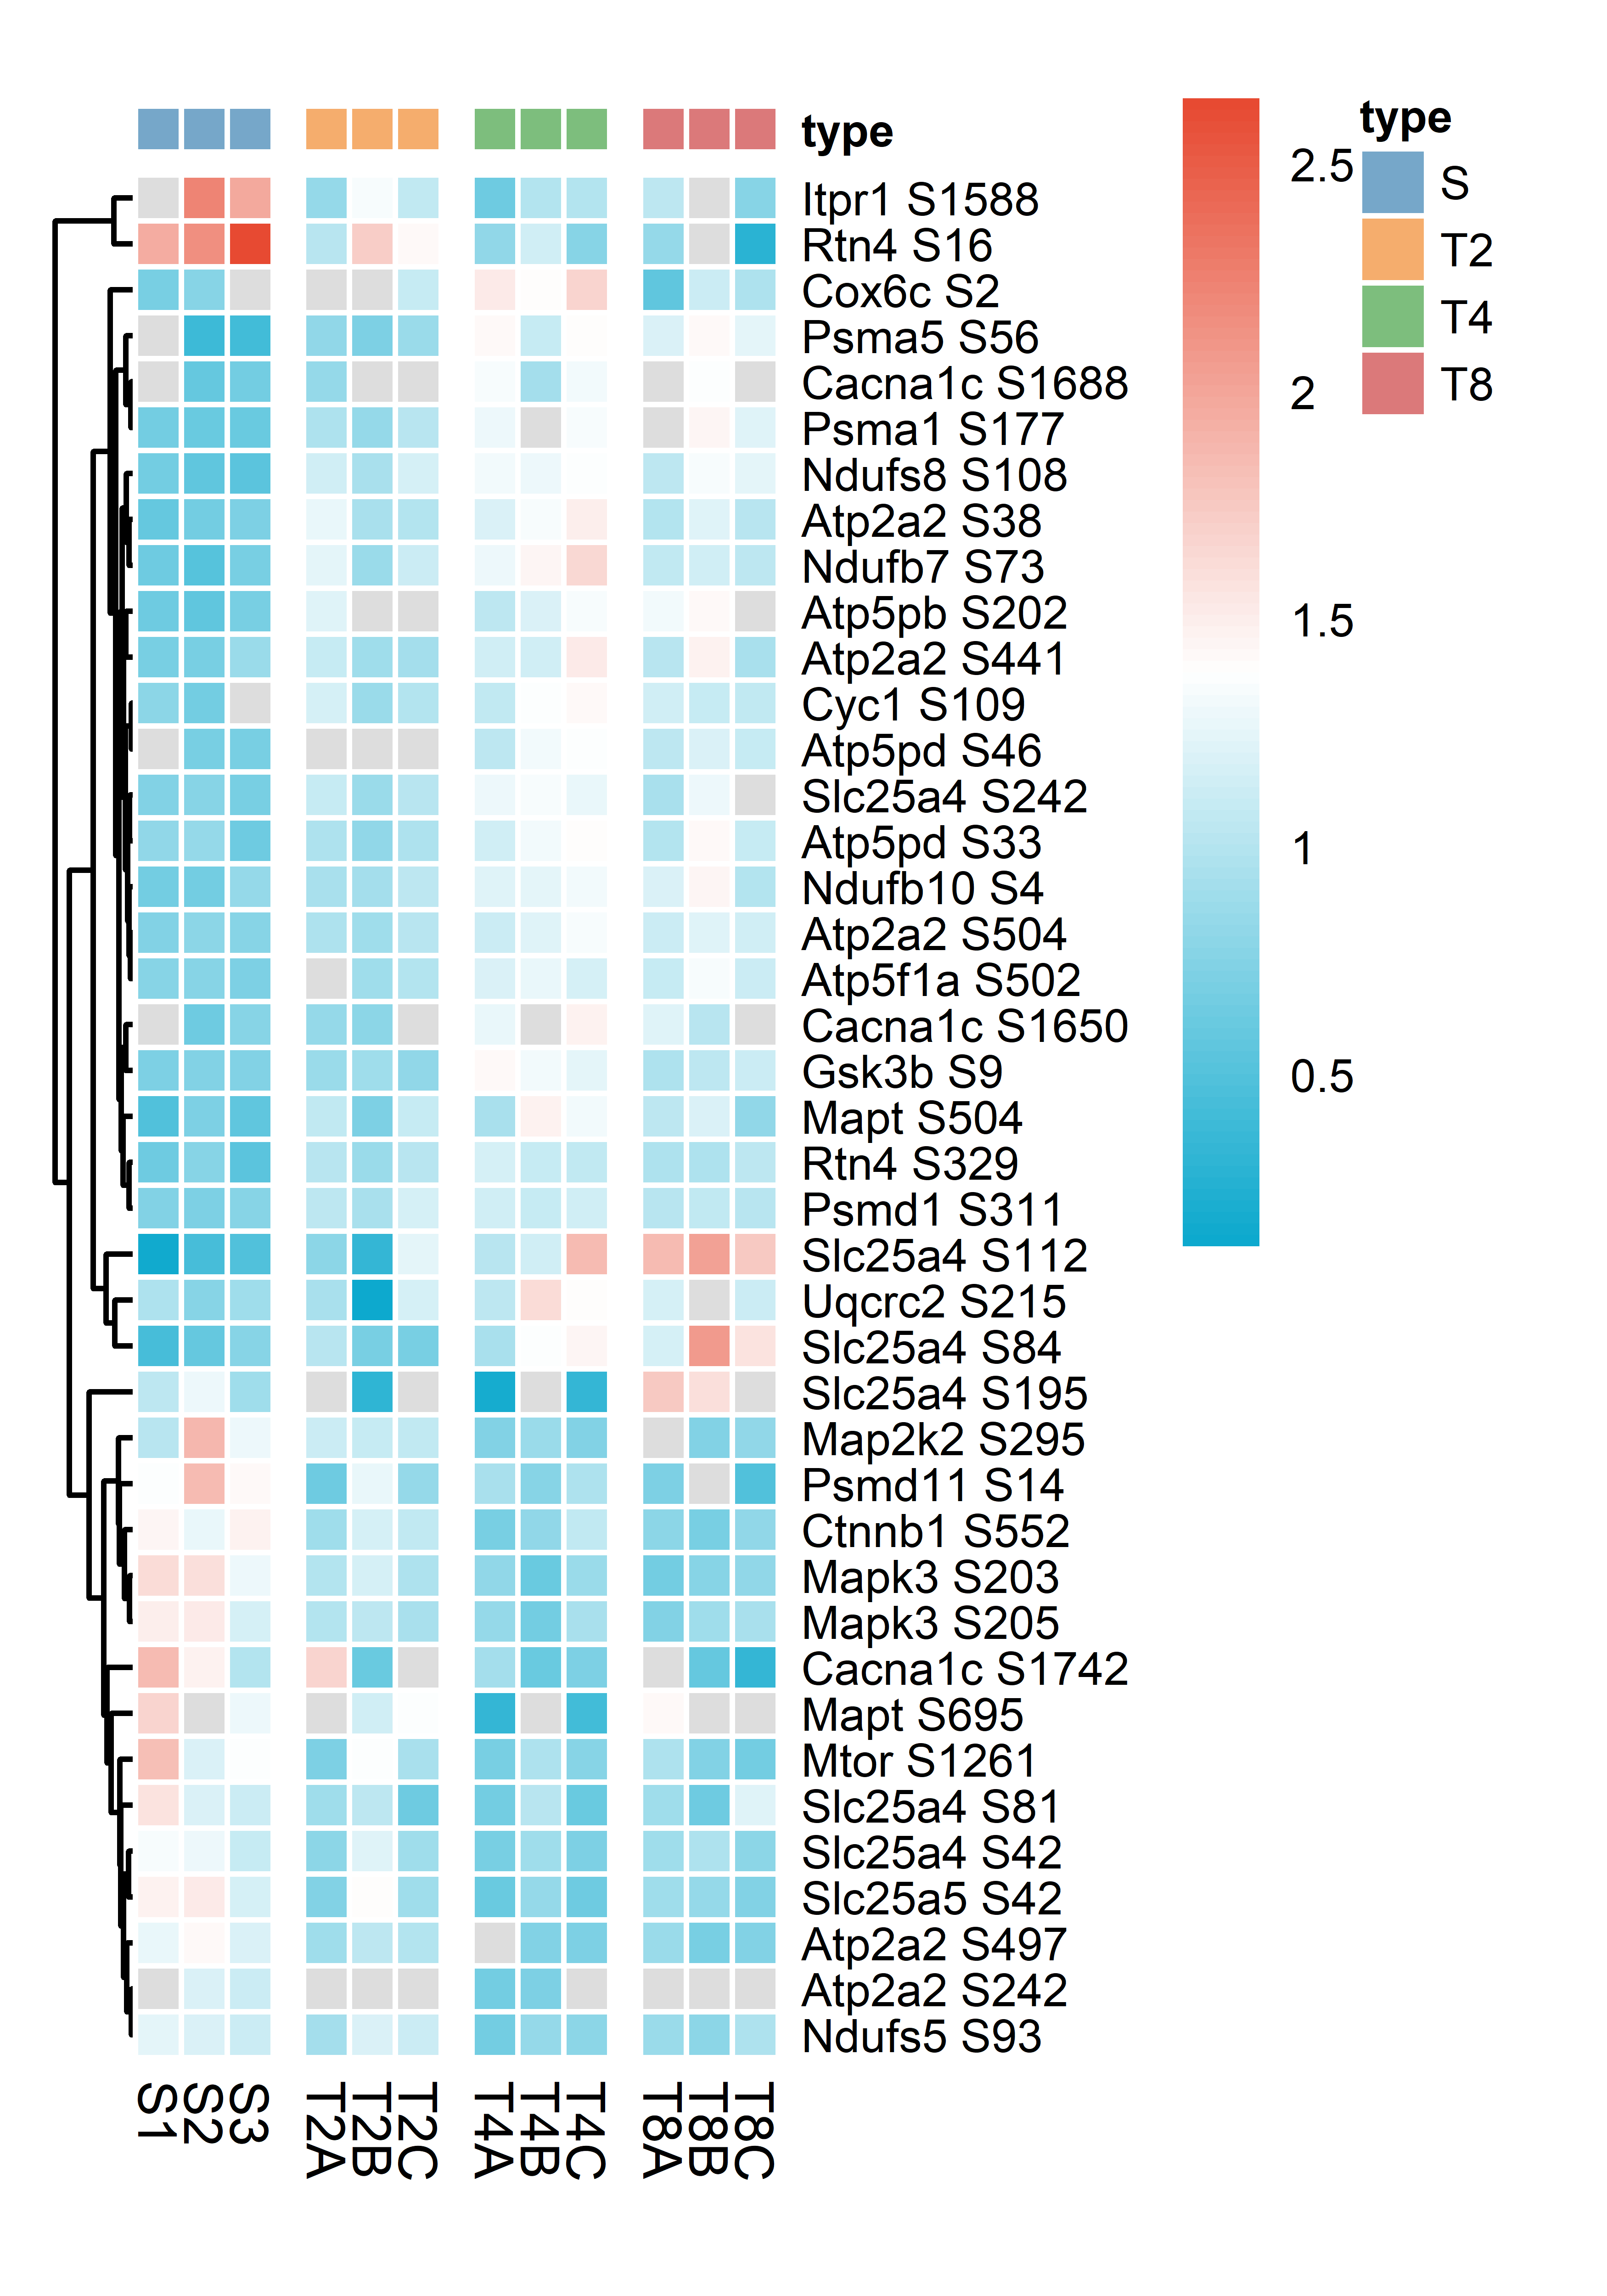 type
Itpr1 S1588
Rtn4 S16
Cox6c S2
Psma5 S56
Cacna1c S1688
Psma1 S177
Ndufs8 S108
Atp2a2 S38
Ndufb7 S73
Atp5pb S202
Atp2a2 S441
Cyc1 S109
Atp5pd S46
Slc25a4 S242
Atp5pd S33
Ndufb10 S4
Atp2a2 S504
Atp5f1a S502
Cacna1c S1650
Gsk3b S9
Mapt S504
Rtn4 S329
Psmd1 S311
Slc25a4 S112
Uqcrc2 S215
Slc25a4 S84
Slc25a4 S195
Map2k2 S295
Psmd11 S14
Ctnnb1 S552
Mapk3 S203
Mapk3 S205
Cacna1c S1742
Mapt S695
Mtor S1261
Slc25a4 S81
Slc25a4 S42
Slc25a5 S42
Atp2a2 S497
Atp2a2 S242
Ndufs5 S93
S1
S2
S3
T2A
T2B
T2C
T4A
T4B
T4C
T8A
T8B
T8C
2.5
2
1.5
1
0.5
type
S
T2
T4
T8